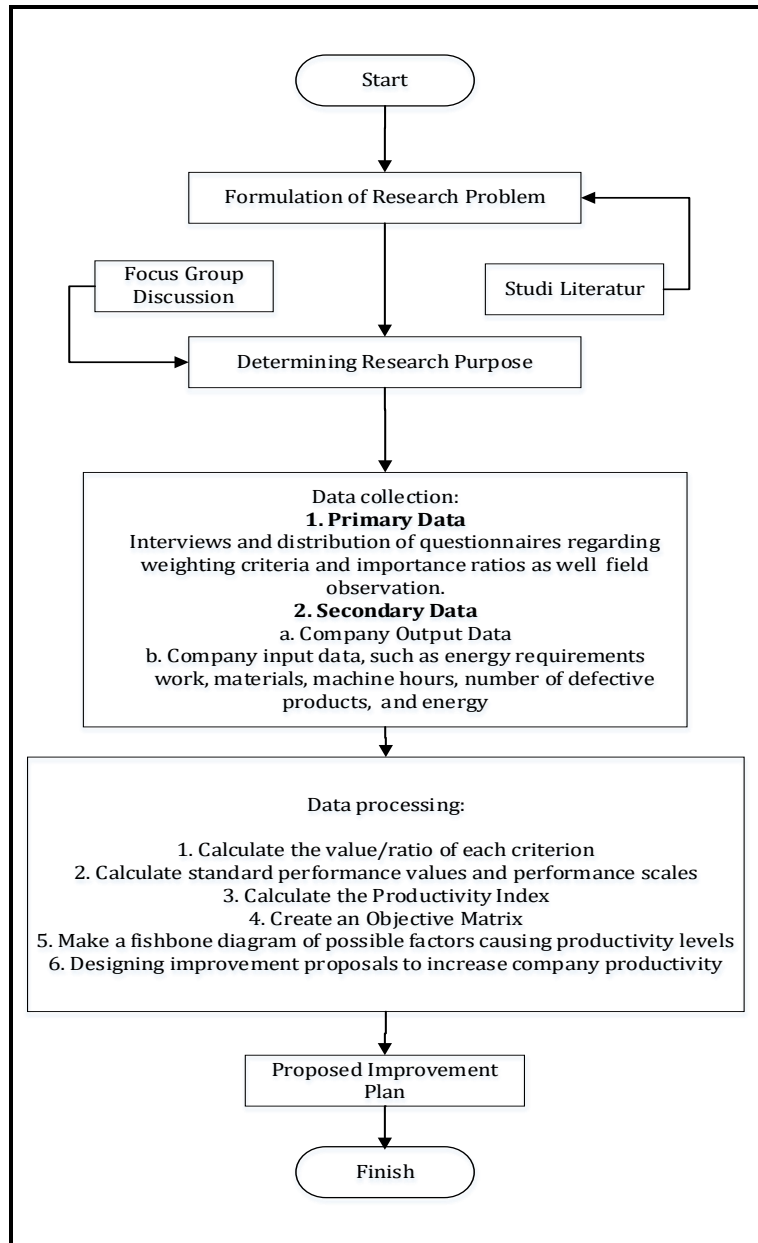 Start
Formulation of Research Problem
Focus Group
Discussion
Studi Literatur
Determining Research Purpose
Data collection:
1. Primary Data
Interviews and distribution of questionnaires regarding
weighting criteria and importance ratios as well field
observation.
2. Secondary Data
a. Company Output Data
b. Company input data, such as energy requirements
work, materials, machine hours, number of defective
products, and energy
Data processing:
1. Calculate the value/ratio of each criterion
2. Calculate standard performance values and performance scales
3. Calculate the Productivity Index
4. Create an Objective Matrix
5. Make a fishbone diagram of possible factors causing productivity levels
6. Designing improvement proposals to increase company productivity
Proposed Improvement
Plan
Finish